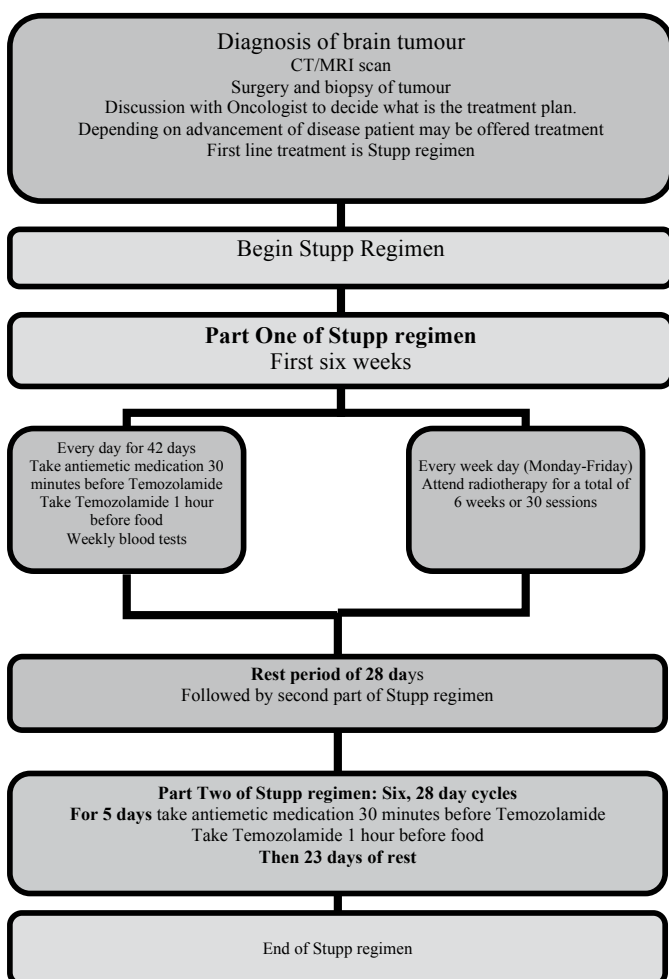 Diagnosis of brain tumour
CT/MRI scan
Surgery and biopsy of tumour
Discussion with Oncologist to decide what is the treatment plan.
Depending on advancement of disease patient may be offered treatment
First line treatment is Stupp regimen
Begin Stupp Regimen
Part One of Stupp regimen
First six weeks
Every day for 42 days
Take antiemetic medication 30
minutes before Temozolamide
Take Temozolamide 1 hour
before food
Weekly blood tests
Every week day (Monday-Friday)
Attend radiotherapy for a total of
6 weeks or 30 sessions
Rest period of 28 days
Followed by second part of Stupp regimen
Part Two of Stupp regimen: Six, 28 day cycles
For 5 days take antiemetic medication 30 minutes before Temozolamide
Take Temozolamide 1 hour before food
Then 23 days of rest
End of Stupp regimen